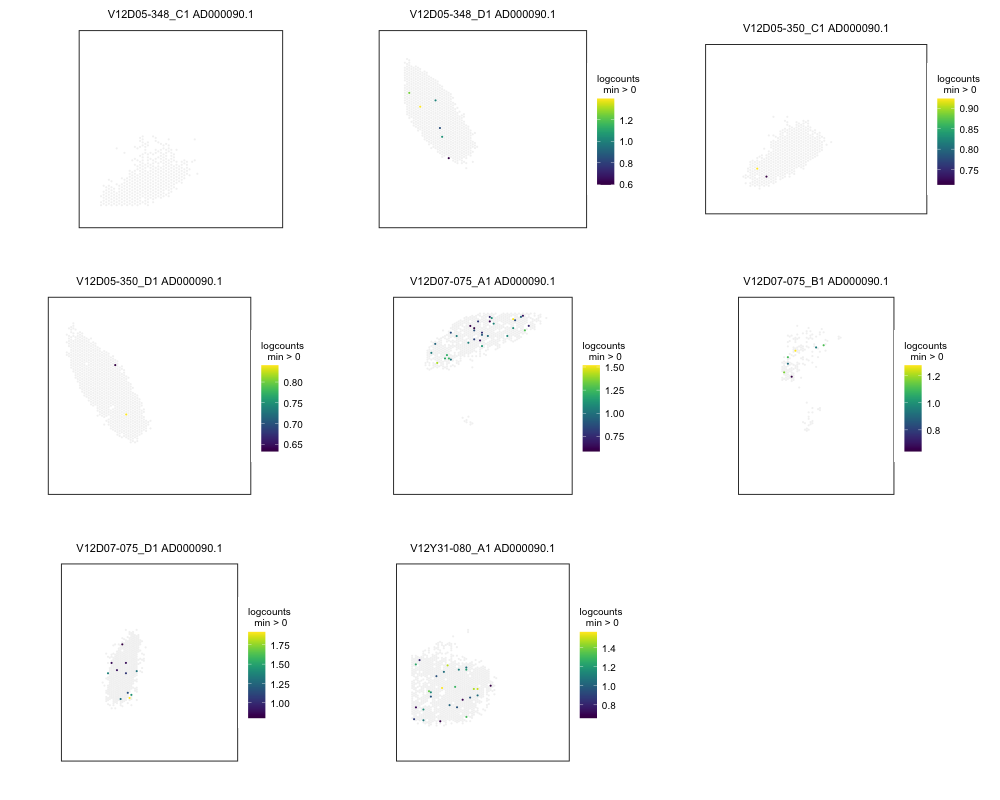 V12D05-348_C1 AD000090.1
V12D05-348_D1 AD000090.1
logcounts
min > 0
1.2
1.0
0.8
0.6
V12D05-350_C1 AD000090.1
logcounts
min > 0
0.90
0.85
0.80
0.75
V12D05-350_D1 AD000090.1
logcounts
min > 0
0.80
0.75
0.70
0.65
V12D07-075_A1 AD000090.1
logcounts
min > 0
1.50
1.25
1.00
0.75
V12D07-075_B1 AD000090.1
logcounts
min > 0
1.2
1.0
0.8
V12D07-075_D1 AD000090.1
logcounts
min > 0
1.75
1.50
1.25
1.00
V12Y31-080_A1 AD000090.1
logcounts
min > 0
1.4
1.2
1.0
0.8